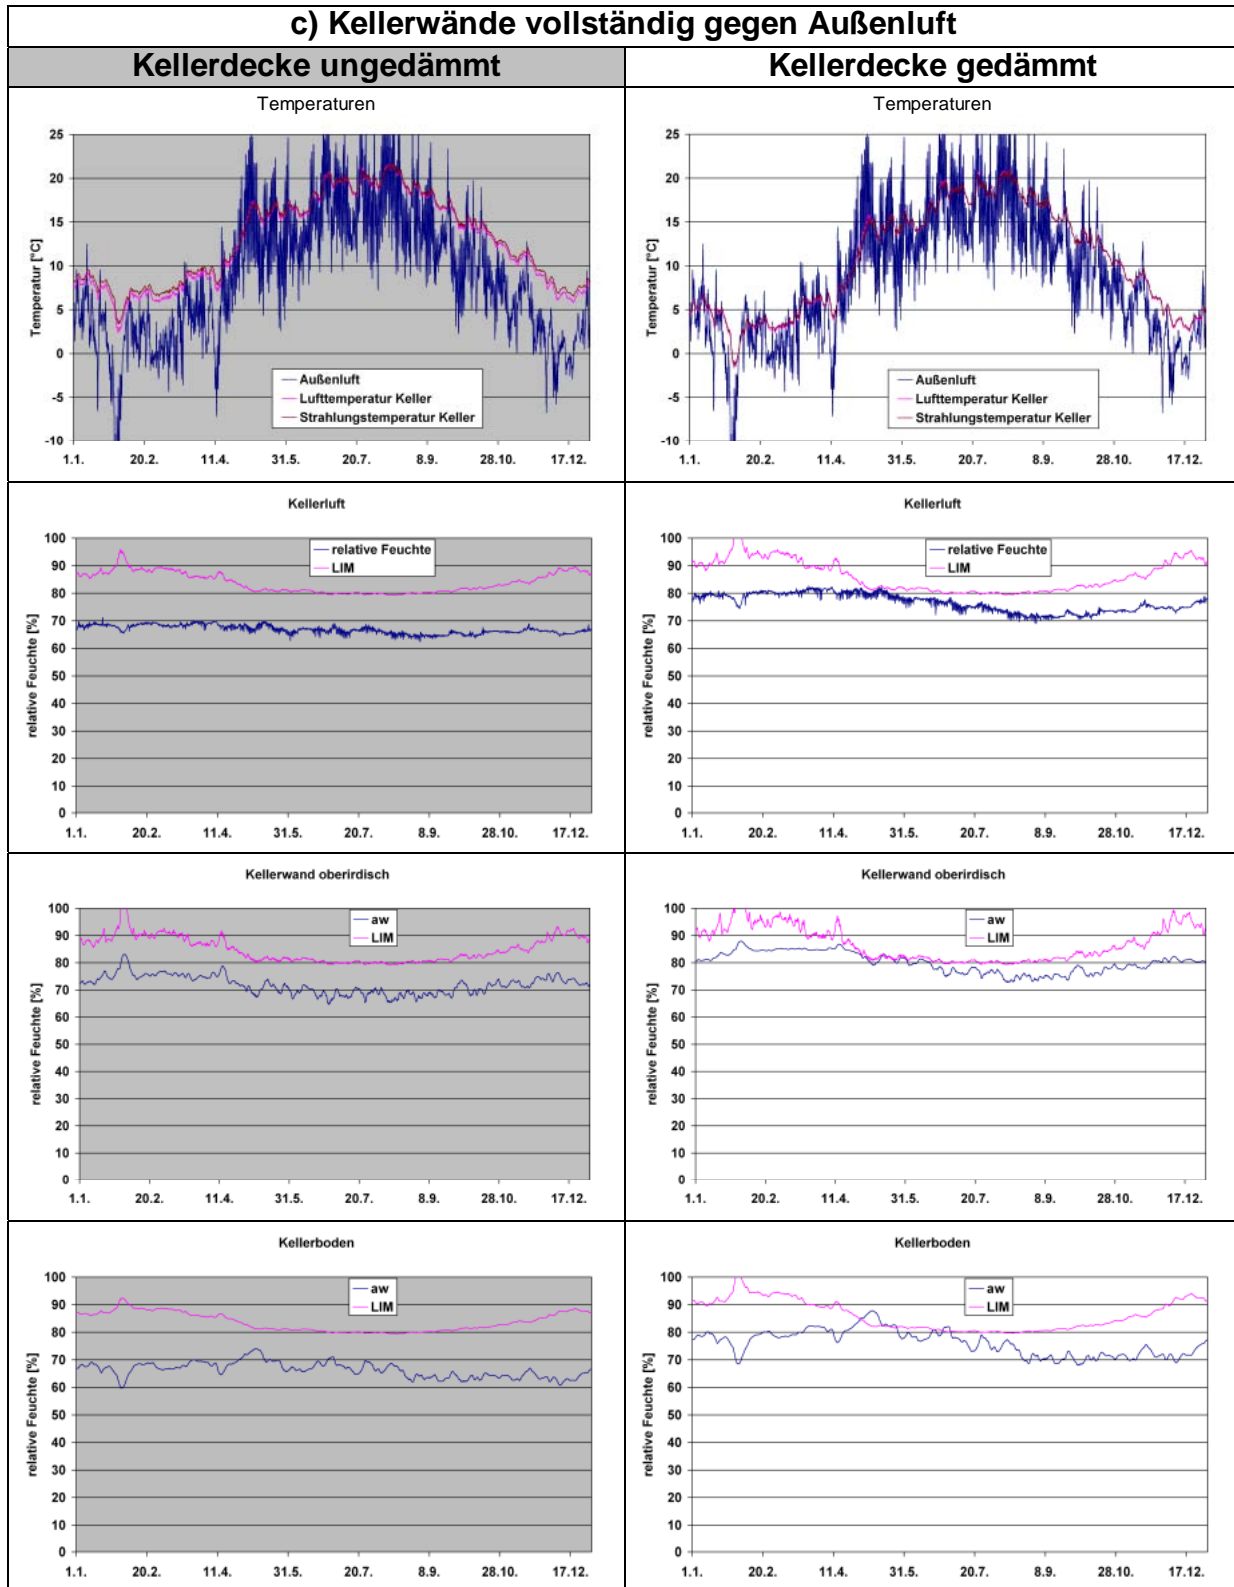 c) Kellerwände vollständig gegen Außenluft
Kellerdecke ungedämmt
Kellerdecke gedämmt
Temperaturen
Temperatur [°C]
25
20
15
10
5
0
-5
-10
Außenluft
Lufttemperatur Keller
Strahlungstemperatur Keller
1.1. 20.2. 11.4. 31.5. 20.7. 8.9. 28.10. 17.12.
Temperaturen
Temperatur [°C]
25
20
15
10
5
0
-5
-10
Außenluft
Lufttemperatur Keller
Strahlungstemperatur Keller
1.1. 20.2. 11.4. 31.5. 20.7. 8.9. 28.10. 17.12.
Kellerluft
relative Feuchte [%]
100
90
80
70
60
50
40
30
20
10
0
relative Feuchte
LIM
1.1. 20.2. 11.4. 31.5. 20.7. 8.9. 28.10. 17.12.
Kellerluft
relative Feuchte [%]
100
90
80
70
60
50
40
30
20
10
0
relative Feuchte
LIM
1.1. 20.2. 11.4. 31.5. 20.7. 8.9. 28.10. 17.12.
Kellerwand oberirdisch
relative Feuchte [%]
100
90
80
70
60
50
40
30
20
10
0
aw
LIM
1.1. 20.2. 11.4. 31.5. 20.7. 8.9. 28.10. 17.12.
Kellerwand oberirdisch
relative Feuchte [%]
100
90
80
70
60
50
40
30
20
10
0
aw
LIM
1.1. 20.2. 11.4. 31.5. 20.7. 8.9. 28.10. 17.12.
Kellerboden
relative Feuchte [%]
100
90
80
70
60
50
40
30
20
10
0
aw
LIM
1.1. 20.2. 11.4. 31.5. 20.7. 8.9. 28.10. 17.12.
Kellerboden
relative Feuchte [%]
100
90
80
70
60
50
40
30
20
10
0
aw
LIM
1.1. 20.2. 11.4. 31.5. 20.7. 8.9. 28.10. 17.12.